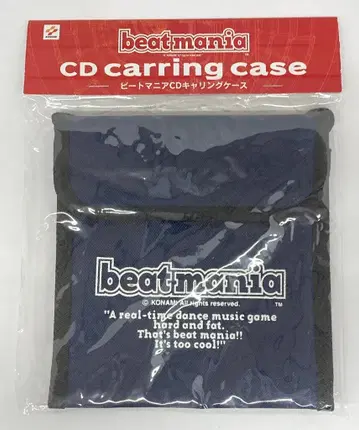 beatmania
CD carring case
ビートマニアCDキャリングケース
beatmania
© KONAMI All rights reserved. TM
"A real-time dance music game
hard and fat.
That's beat mania!!
It's too cool!"